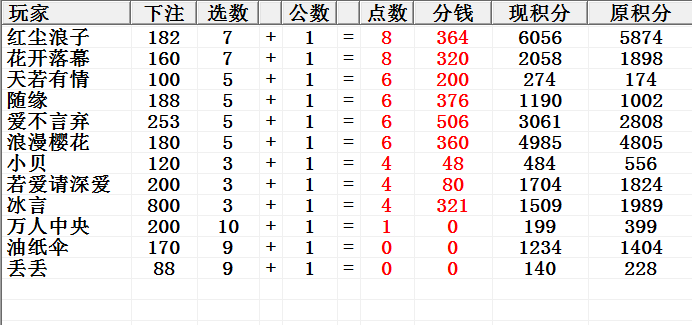 玩家 下注 选数 公数 点数 分钱 现积分 原积分
红尘浪子 182 7 + 1 = 8 364 6056 5874
花开落幕 160 7 + 1 = 8 320 2058 1898
天若有情 100 5 + 1 = 6 200 274 174
随缘 188 5 + 1 = 6 376 1190 1002
爱不言弃 253 5 + 1 = 6 506 3061 2808
浪漫樱花 180 5 + 1 = 6 360 4985 4805
小贝 120 3 + 1 = 4 48 484 556
若爱请深爱 200 3 + 1 = 4 80 1704 1824
冰言 800 3 + 1 = 4 321 1509 1989
万人中央 200 10 + 1 = 1 0 199 399
油纸伞 170 9 + 1 = 0 0 1234 1404
丢丢 88 9 + 1 = 0 0 140 228